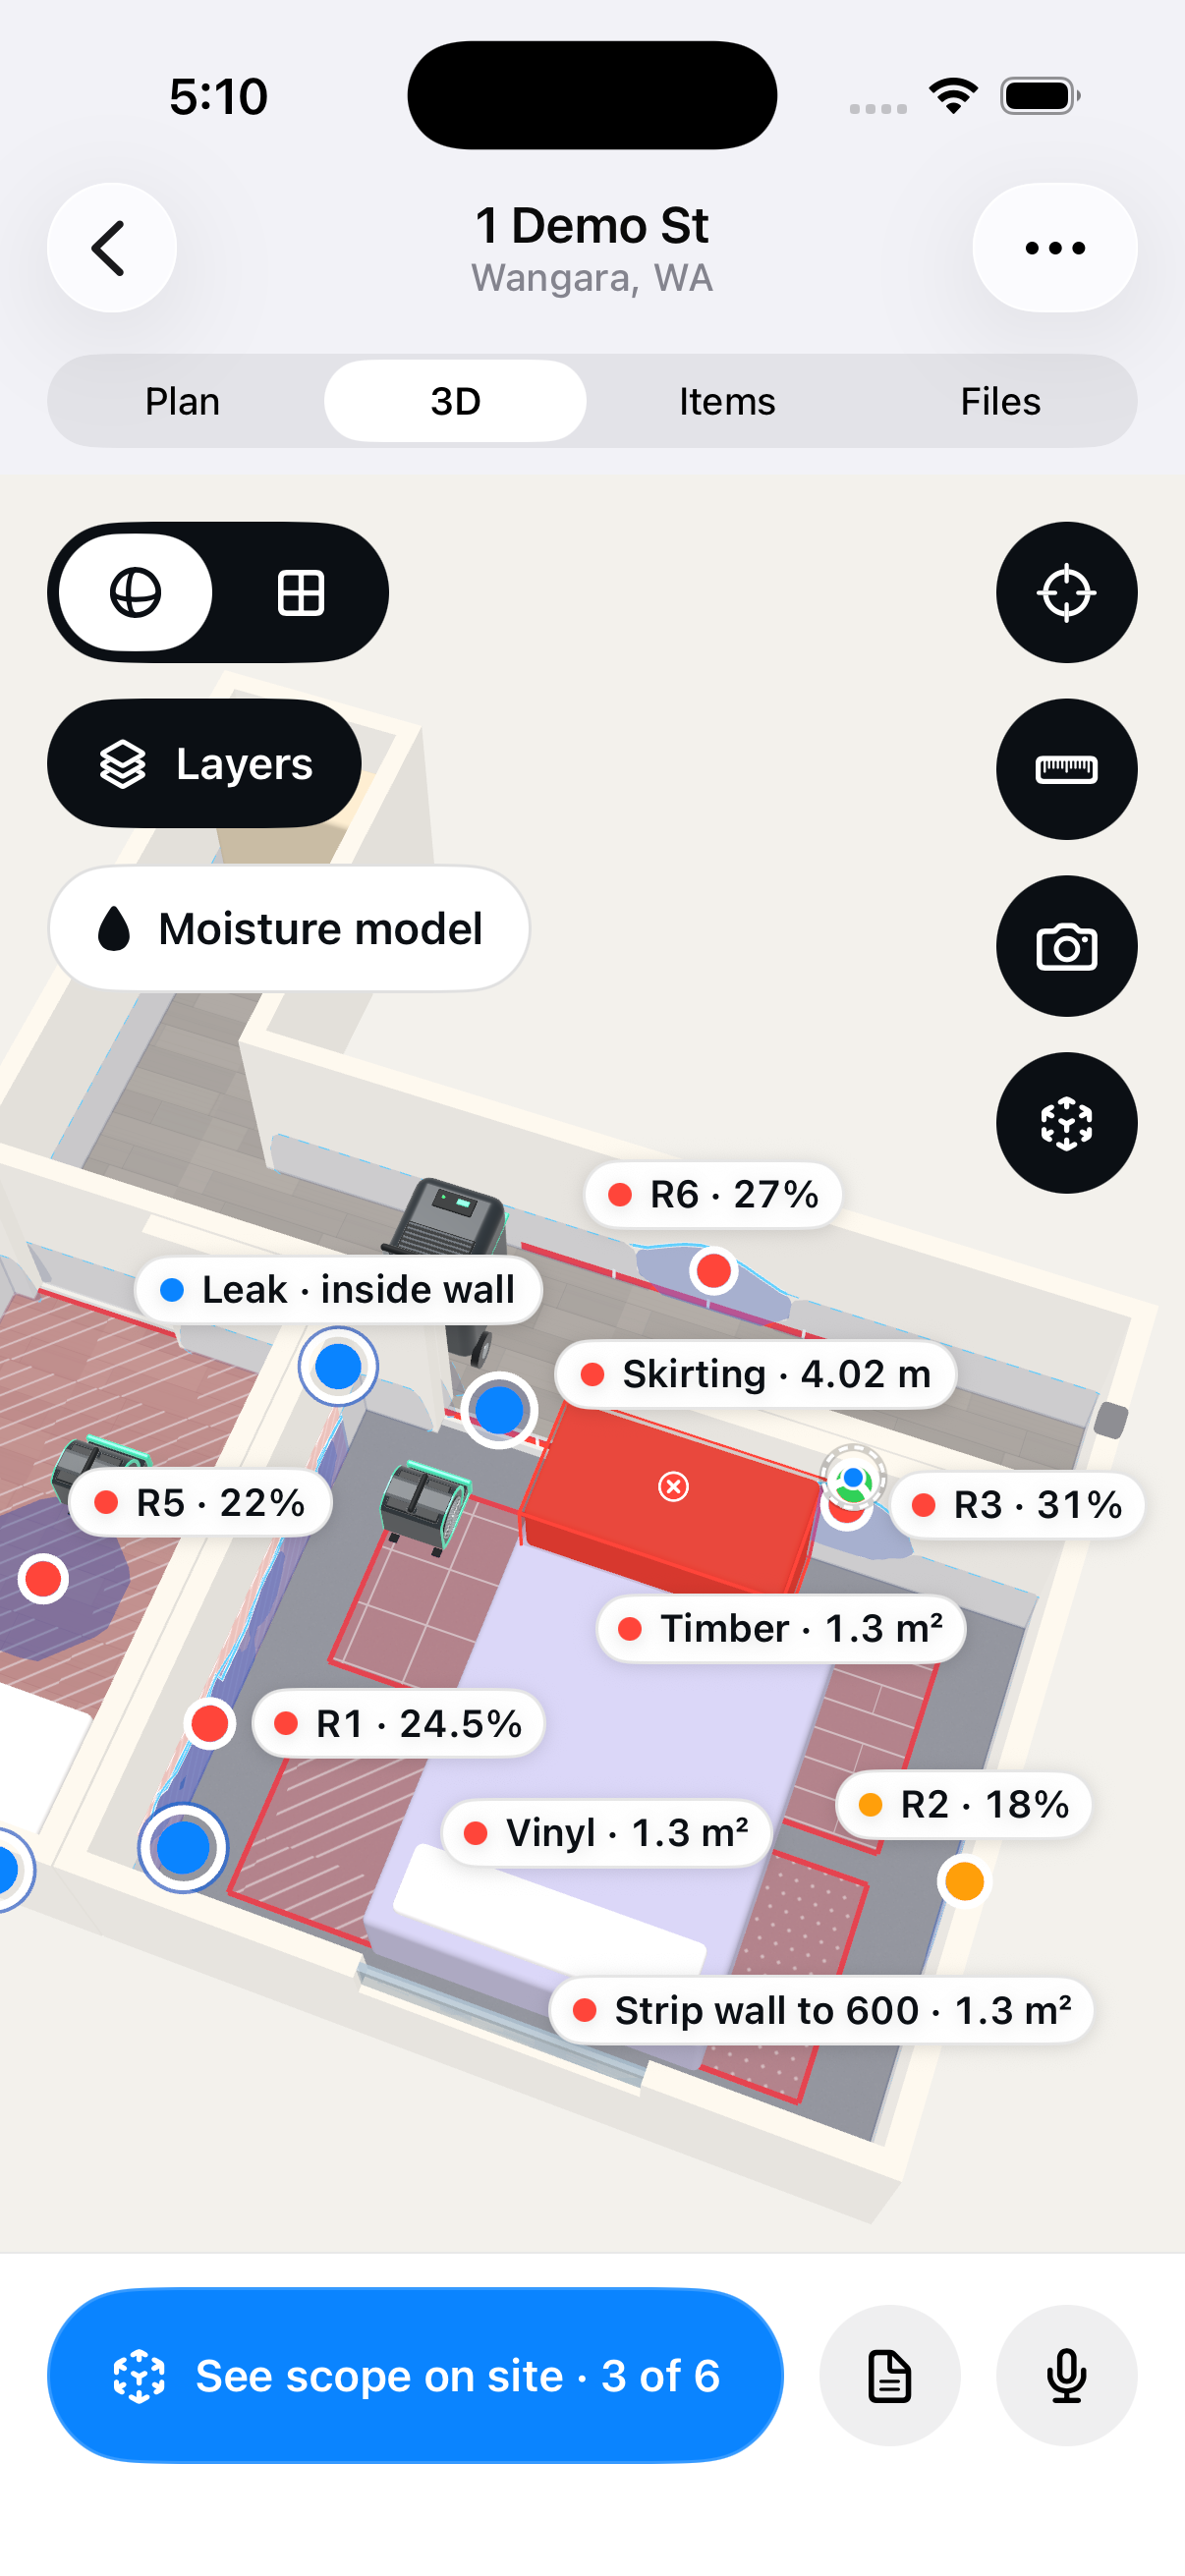 5:10
1 Demo St
Wangara, WA
Plan
3D
Items
Files
Layers
Moisture model
R6 · 27%
Leak · inside wall
Skirting · 4.02 m
R5 · 22%
R3 · 31%
Timber · 1.3 m²
R1 · 24.5%
R2 · 18%
Vinyl · 1.3 m²
Strip wall to 600 · 1.3 m²
See scope on site · 3 of 6